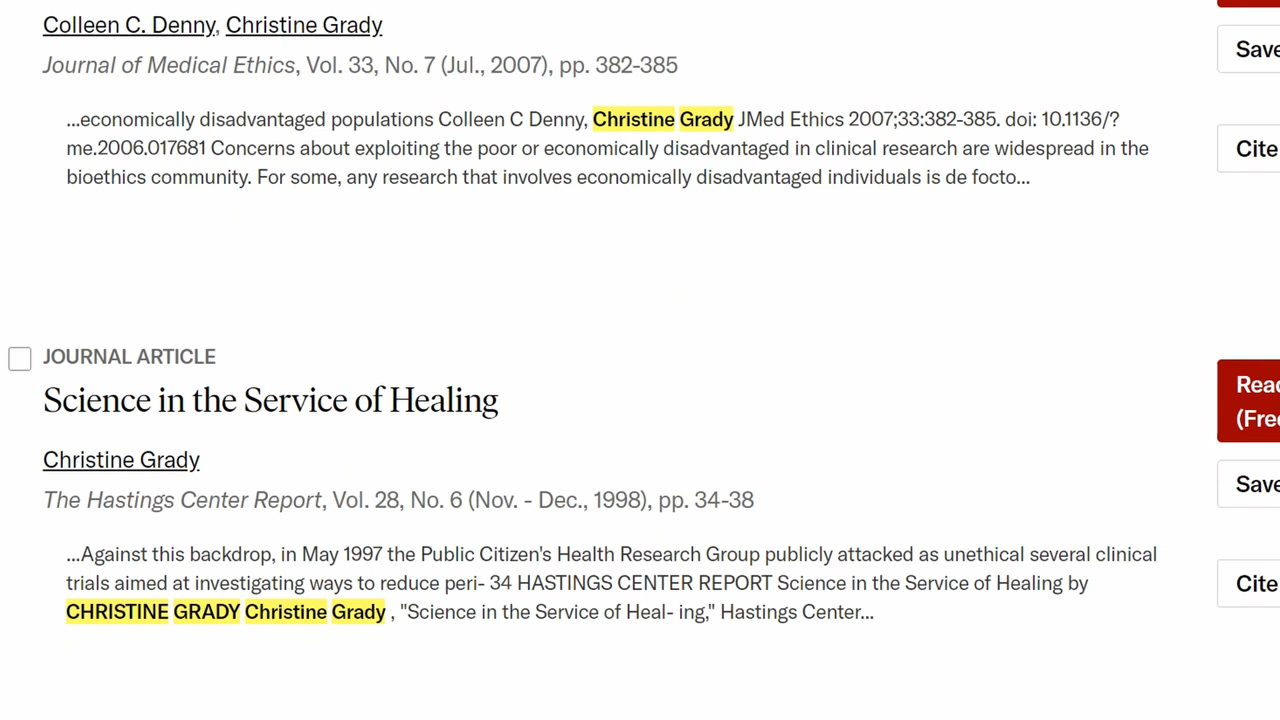 Colleen C. Denny, Christine Grady
Save
Journal of Medical Ethics, Vol. 33, No. 7 (Jul., 2007), pp. 382-385
...economically disadvantaged populations Colleen C Denny, Christine Grady JMed Ethics 2007;33:382-385. doi: 10.1136/?
me.2006.017681 Concerns about exploiting the poor or economically disadvantaged in clinical research are widespread in the
Cite
bioethics community. For some, any research that involves economically disadvantaged individuals is de focto...
JOURNAL ARTICLE
Science in the Service of Healing
Christine Grady
The Hastings Center Report, Vol. 28, No. 6 (Nov. - Dec., 1998), pp. 34-38
Save
...Against this backdrop, in May 1997 the Public Citizen's Health Research Group publicly attacked as unethical several clinical
trials aimed at investigating ways to reduce peri- 34 HASTINGS CENTER REPORT Science in the Service of Healing by
Cite
CHRISTINE GRADY Christine Grady , "Science in the Service of Heal- ing," Hastings Center...